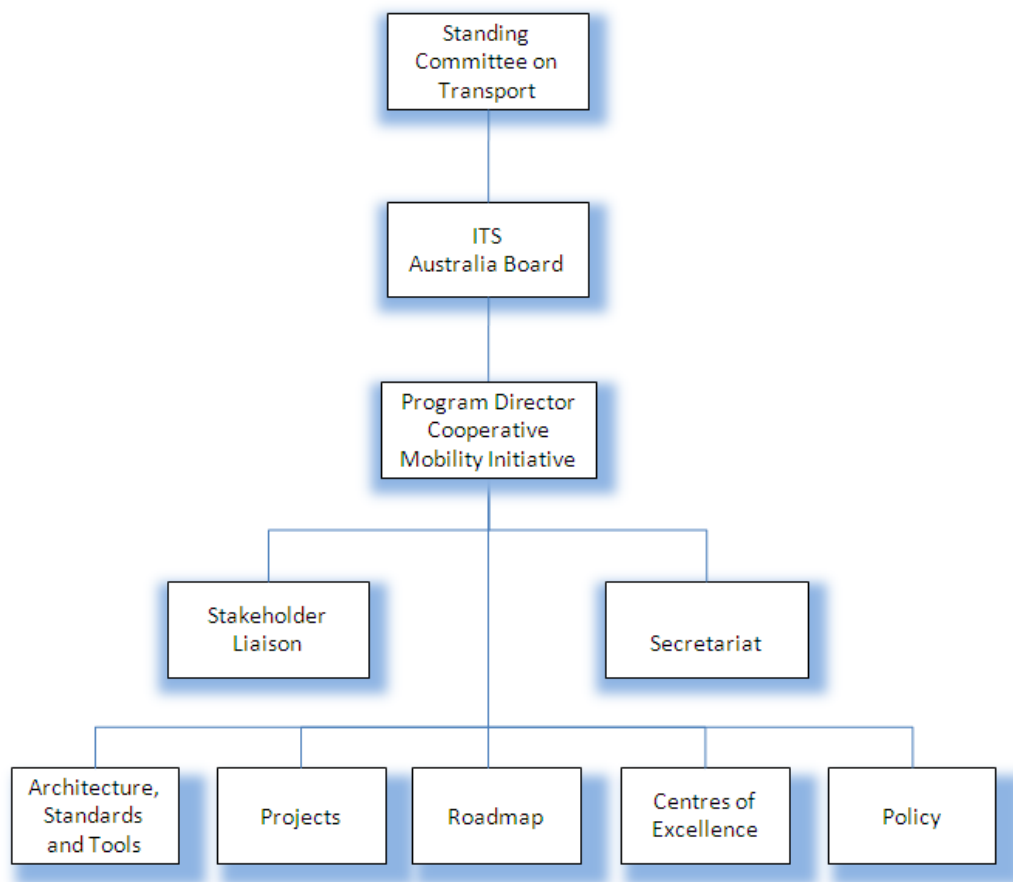 Standing
Committee on
Transport
ITS
Australia Board
Program Director
Cooperative
Mobility Initiative
Stakeholder
Liaison
Secretariat
Architecture,
Standards
and Tools
Projects
Roadmap
Centres of
Excellence
Policy